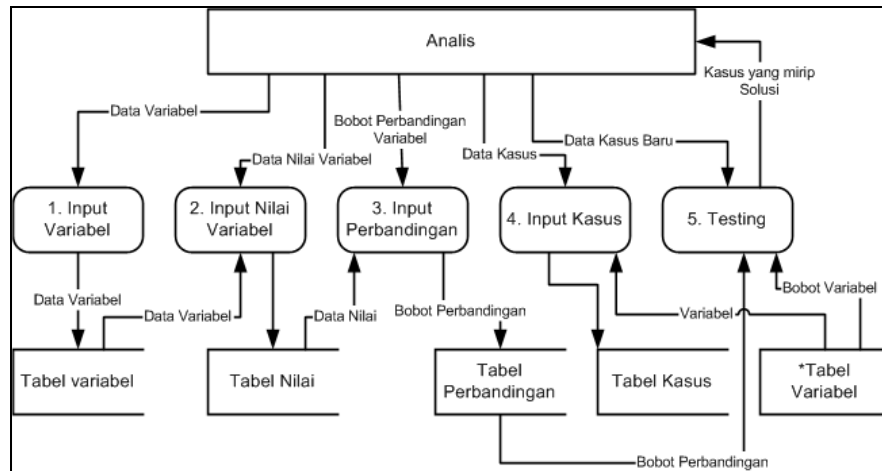 Analis
Kasus yang mirip
Solusi
Data Variabel
Bobot Perbandingan
Variabel
Data Nilai Variabel
Data Kasus
Data Kasus Baru
1. Input
Variabel
2. Input Nilai
Variabel
3. Input
Perbandingan
4. Input Kasus
5. Testing
Data Variabel
Data Variabel
Data Nilai
Bobot Perbandingan
Variabel
Bobot Variabel
Tabel variabel
Tabel Nilai
Tabel
Perbandingan
Tabel Kasus
*Tabel
Variabel
Bobot Perbandingan